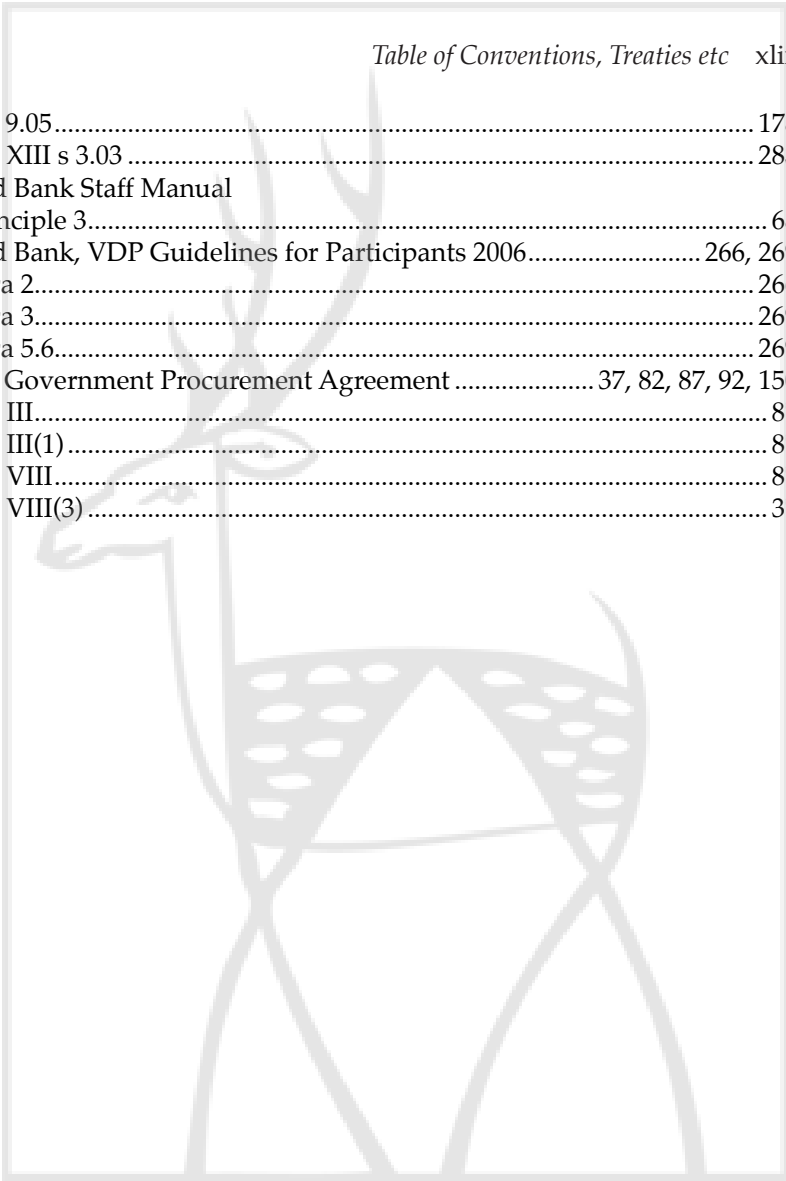 Table of Conventions, Treaties etc xli
9.05 ........ 17
XIII s 3.03 ........ 28
Bank Staff Manual
3 ........ 6
Bank, VDP Guidelines for Participants 2006 ........ 266, 26
2 ........ 26
3 ........ 26
5.6 ........ 26
Government Procurement Agreement ........ 37, 82, 87, 92, 15
III ........ 8
III(1) ........ 8
VIII ........ 8
VIII(3) ........ 3